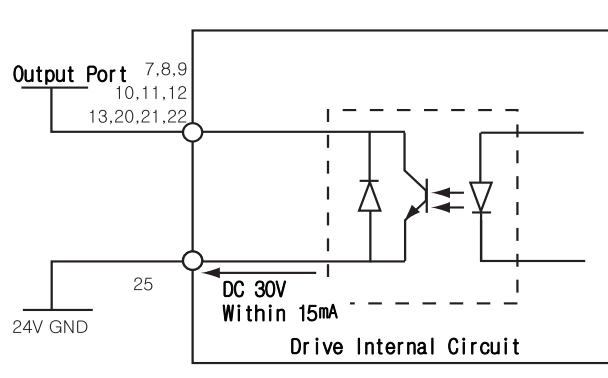 Output Port
7,8,9
10,11,12
13,20,21,22
25
24V GND
DC 30V
Within 15mA
Drive Internal Circuit